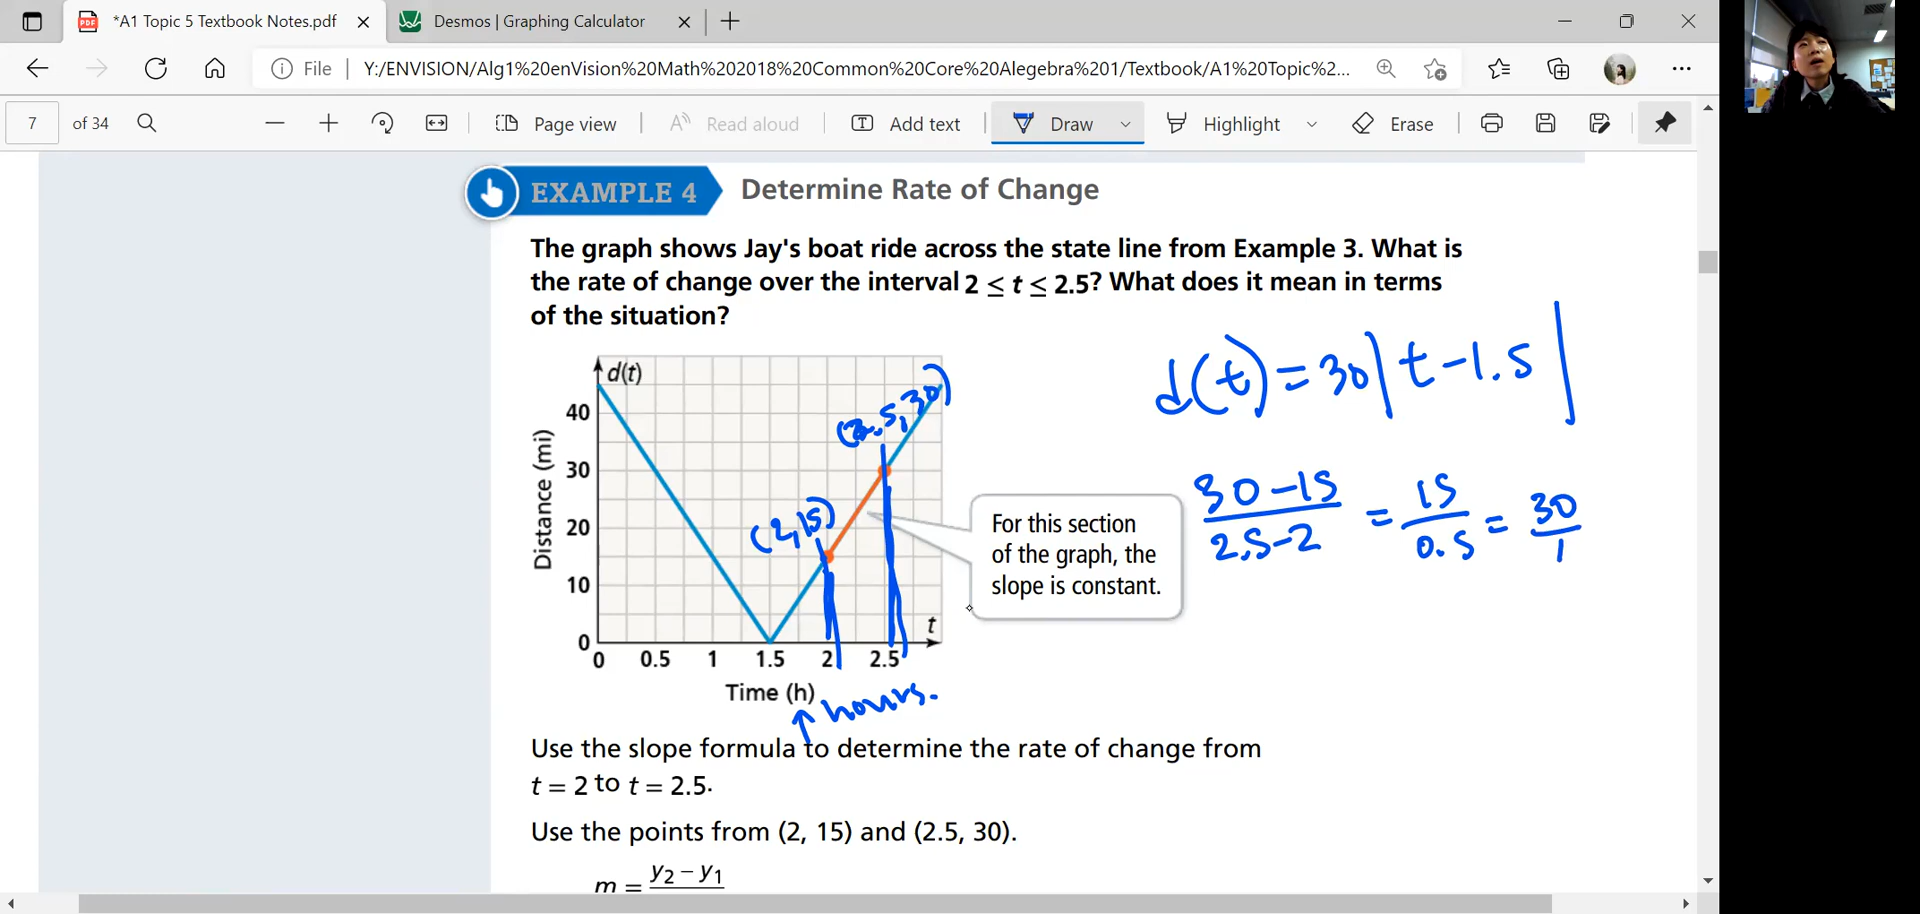 *A1 Topic 5 Textbook Notes.pdf
Desmos | Graphing Calculator
File
Y:/ENVISION/Alg1%20enVision%20Math%202018%20Common%20Core%20Alegebra%201/Textbook/A1%20Topic%2...
7 of 34
Page view
Read aloud
Add text
Draw
Highlight
Erase
EXAMPLE 4 Determine Rate of Change
The graph shows Jay's boat ride across the state line from Example 3. What is
the rate of change over the interval 2 ≤ t ≤ 2.5? What does it mean in terms
of the situation?
d(t) = 30|t-1.5|
d(t)
Distance (mi)
40
30
20
10
0
(2.5,30)
(2,15)
t
0 0.5 1 1.5 2 2.5
Time (h)
↑ hours.
For this section
of the graph, the
slope is constant.
30-15
2.5-2
=
15
0.5
=
30
1
Use the slope formula to determine the rate of change from
t = 2 to t = 2.5.
Use the points from (2, 15) and (2.5, 30).
m = y2 − y1